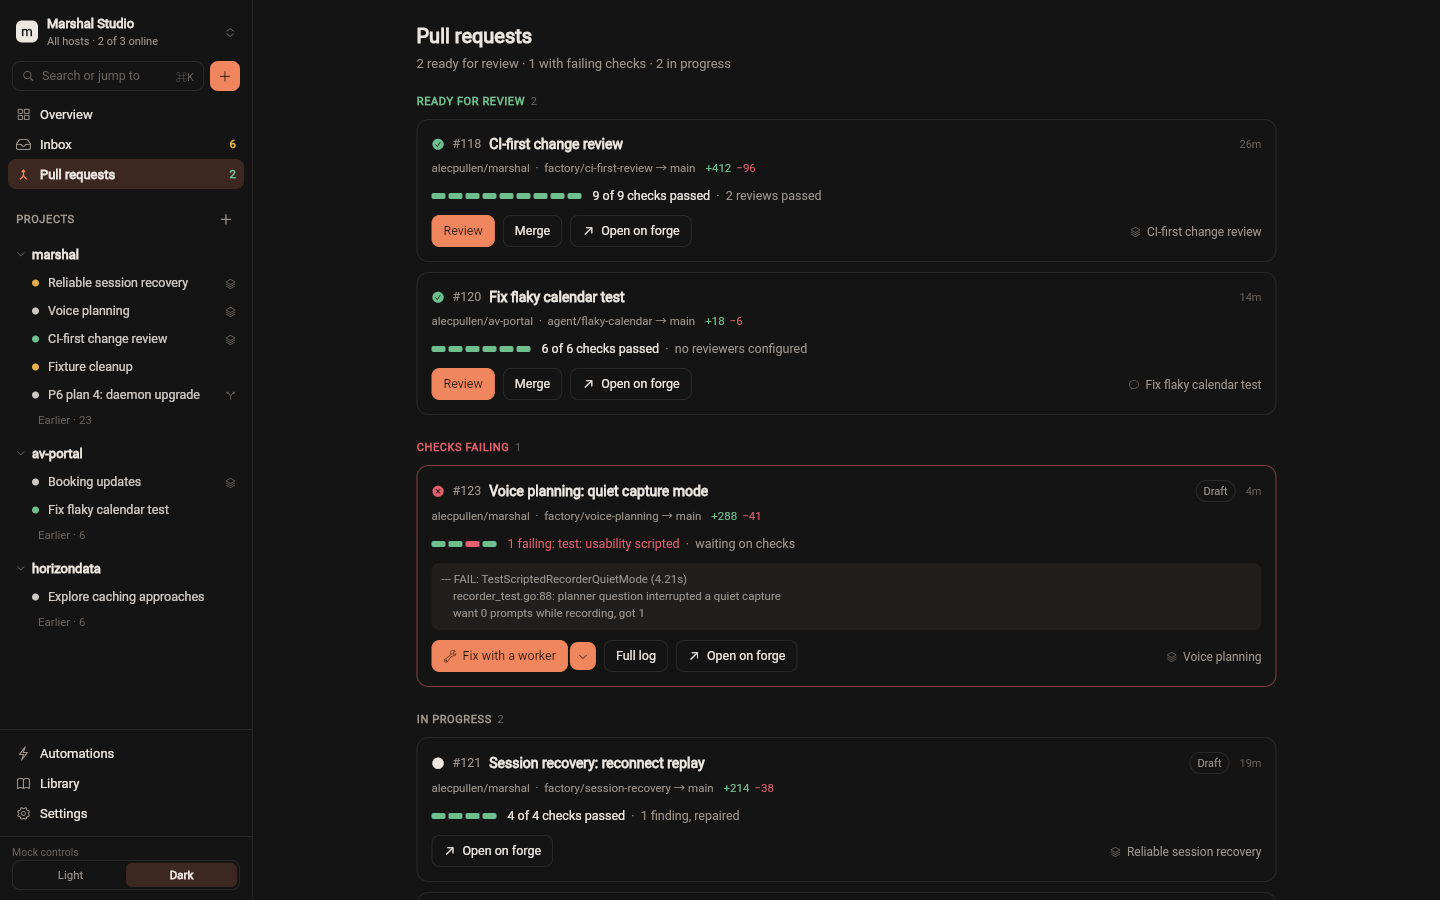 m
Marshal Studio
All hosts · 2 of 3 online
Search or jump to ⌘K
Overview
Inbox 6
Pull requests 2
PROJECTS
marshal
Reliable session recovery
Voice planning
CI-first change review
Fixture cleanup
P6 plan 4: daemon upgrade
Earlier · 23
av-portal
Booking updates
Fix flaky calendar test
Earlier · 6
horizondata
Explore caching approaches
Earlier · 6
Automations
Library
Settings
Mock controls
Light Dark
Pull requests
2 ready for review · 1 with failing checks · 2 in progress
READY FOR REVIEW 2
#118 CI-first change review 26m
alecpullen/marshal · factory/ci-first-review → main +412 −96
9 of 9 checks passed · 2 reviews passed
Review Merge Open on forge CI-first change review
#120 Fix flaky calendar test 14m
alecpullen/av-portal · agent/flaky-calendar → main +18 −6
6 of 6 checks passed · no reviewers configured
Review Merge Open on forge Fix flaky calendar test
CHECKS FAILING 1
#123 Voice planning: quiet capture mode Draft 4m
alecpullen/marshal · factory/voice-planning → main +288 −41
1 failing: test: usability scripted · waiting on checks
--- FAIL: TestScriptedRecorderQuietMode (4.21s)
recorder_test.go:88: planner question interrupted a quiet capture
want 0 prompts while recording, got 1
Fix with a worker Full log Open on forge Voice planning
IN PROGRESS 2
#121 Session recovery: reconnect replay Draft 19m
alecpullen/marshal · factory/session-recovery → main +214 −38
4 of 4 checks passed · 1 finding, repaired
Open on forge Reliable session recovery